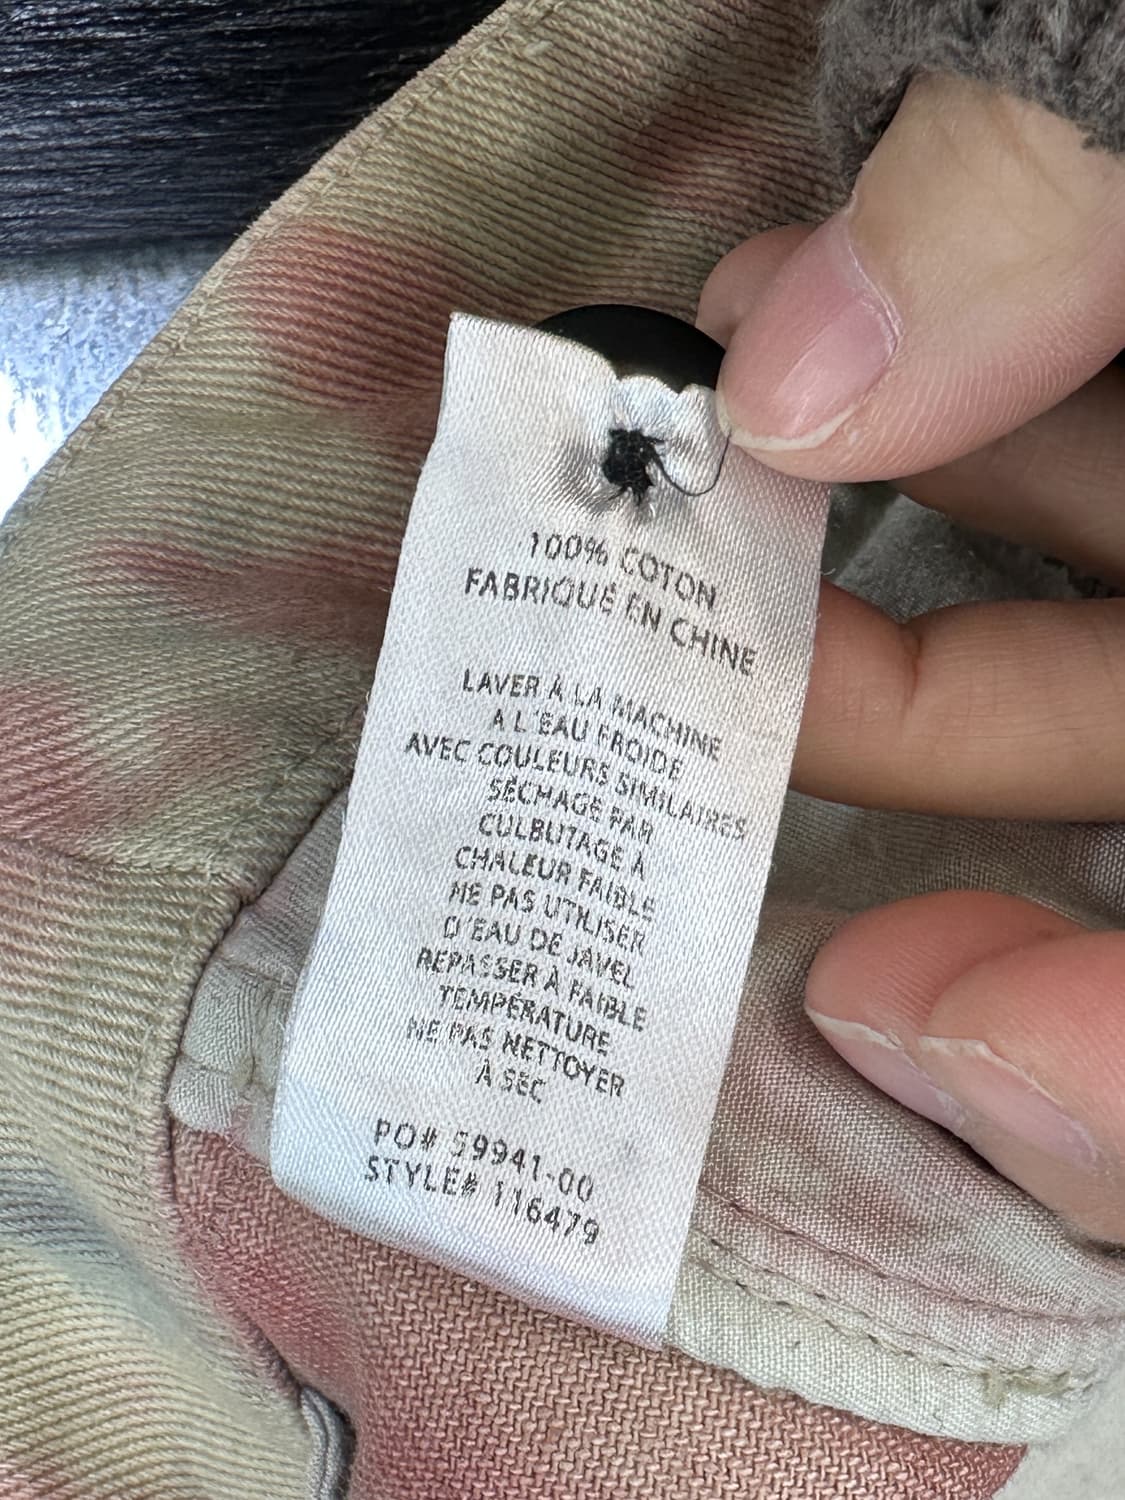 100% COTON
FABRIQUÉ EN CHINE
LAVER À LA MACHINE
A L'EAU FROIDE
AVEC COULEURS SIMILAIRES
SÉCHAGE PAR
CULBUTAGE À
CHALEUR FAIBLE
NE PAS UTILISER
D'EAU DE JAVEL
REPASSER À FAIBLE
TEMPÉRATURE
NE PAS NETTOYER
À SEC
PO# 59941-00
STYLE# 116479